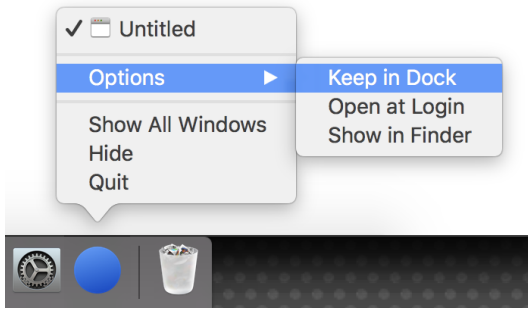 ✓ Untitled
Options
Keep in Dock
Open at Login
Show in Finder
Show All Windows
Hide
Quit